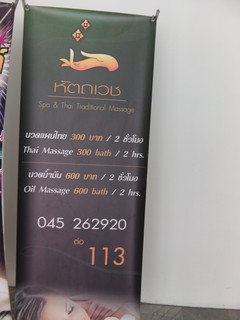 หัตถเวช
Spa & Thai Traditional Massage
นวดแผนไทย 300 บาท / 2 ชั่วโมง
Thai Massage 300 bath / 2 hrs.
นวดน้ำมัน 600 บาท / 2 ชั่วโมง
Oil Massage 600 bath / 2 hrs.
045 262920
ต่อ
113